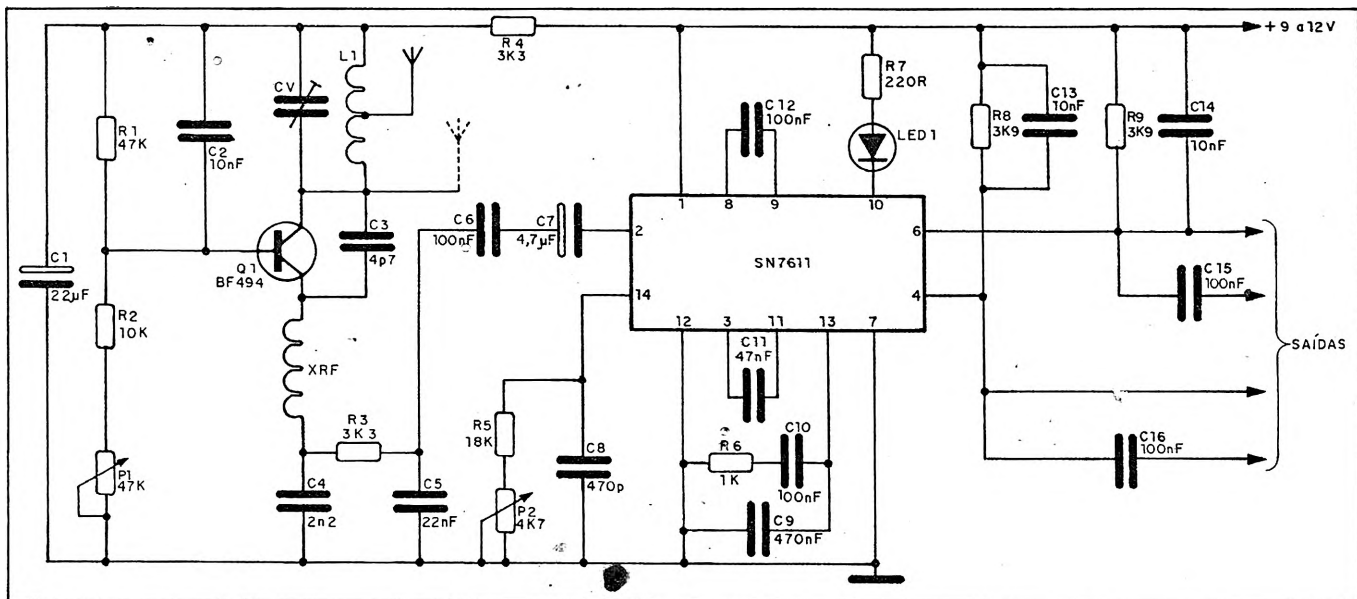 +9 a 12V
R4
3K3
L1
CV
R1
47K
C2
10nF
C12
100nF
R7
220R
LED1
R8
3K9
C13
10nF
R9
3K9
C14
10nF
1
8
9
10
C1
22µF
Q1
BF494
C3
4p7
C6
100nF
C7
4,7µF
2
14
SN7611
6
4
C15
100nF
SAÍDAS
R2
10K
XRF
12
3
11
13
7
C11
47nF
R3
3K3
R5
18K
C8
470p
R6
1K
C10
100nF
C16
100nF
P1
47K
C4
2n2
C5
22nF
P2
4K7
C9
470nF